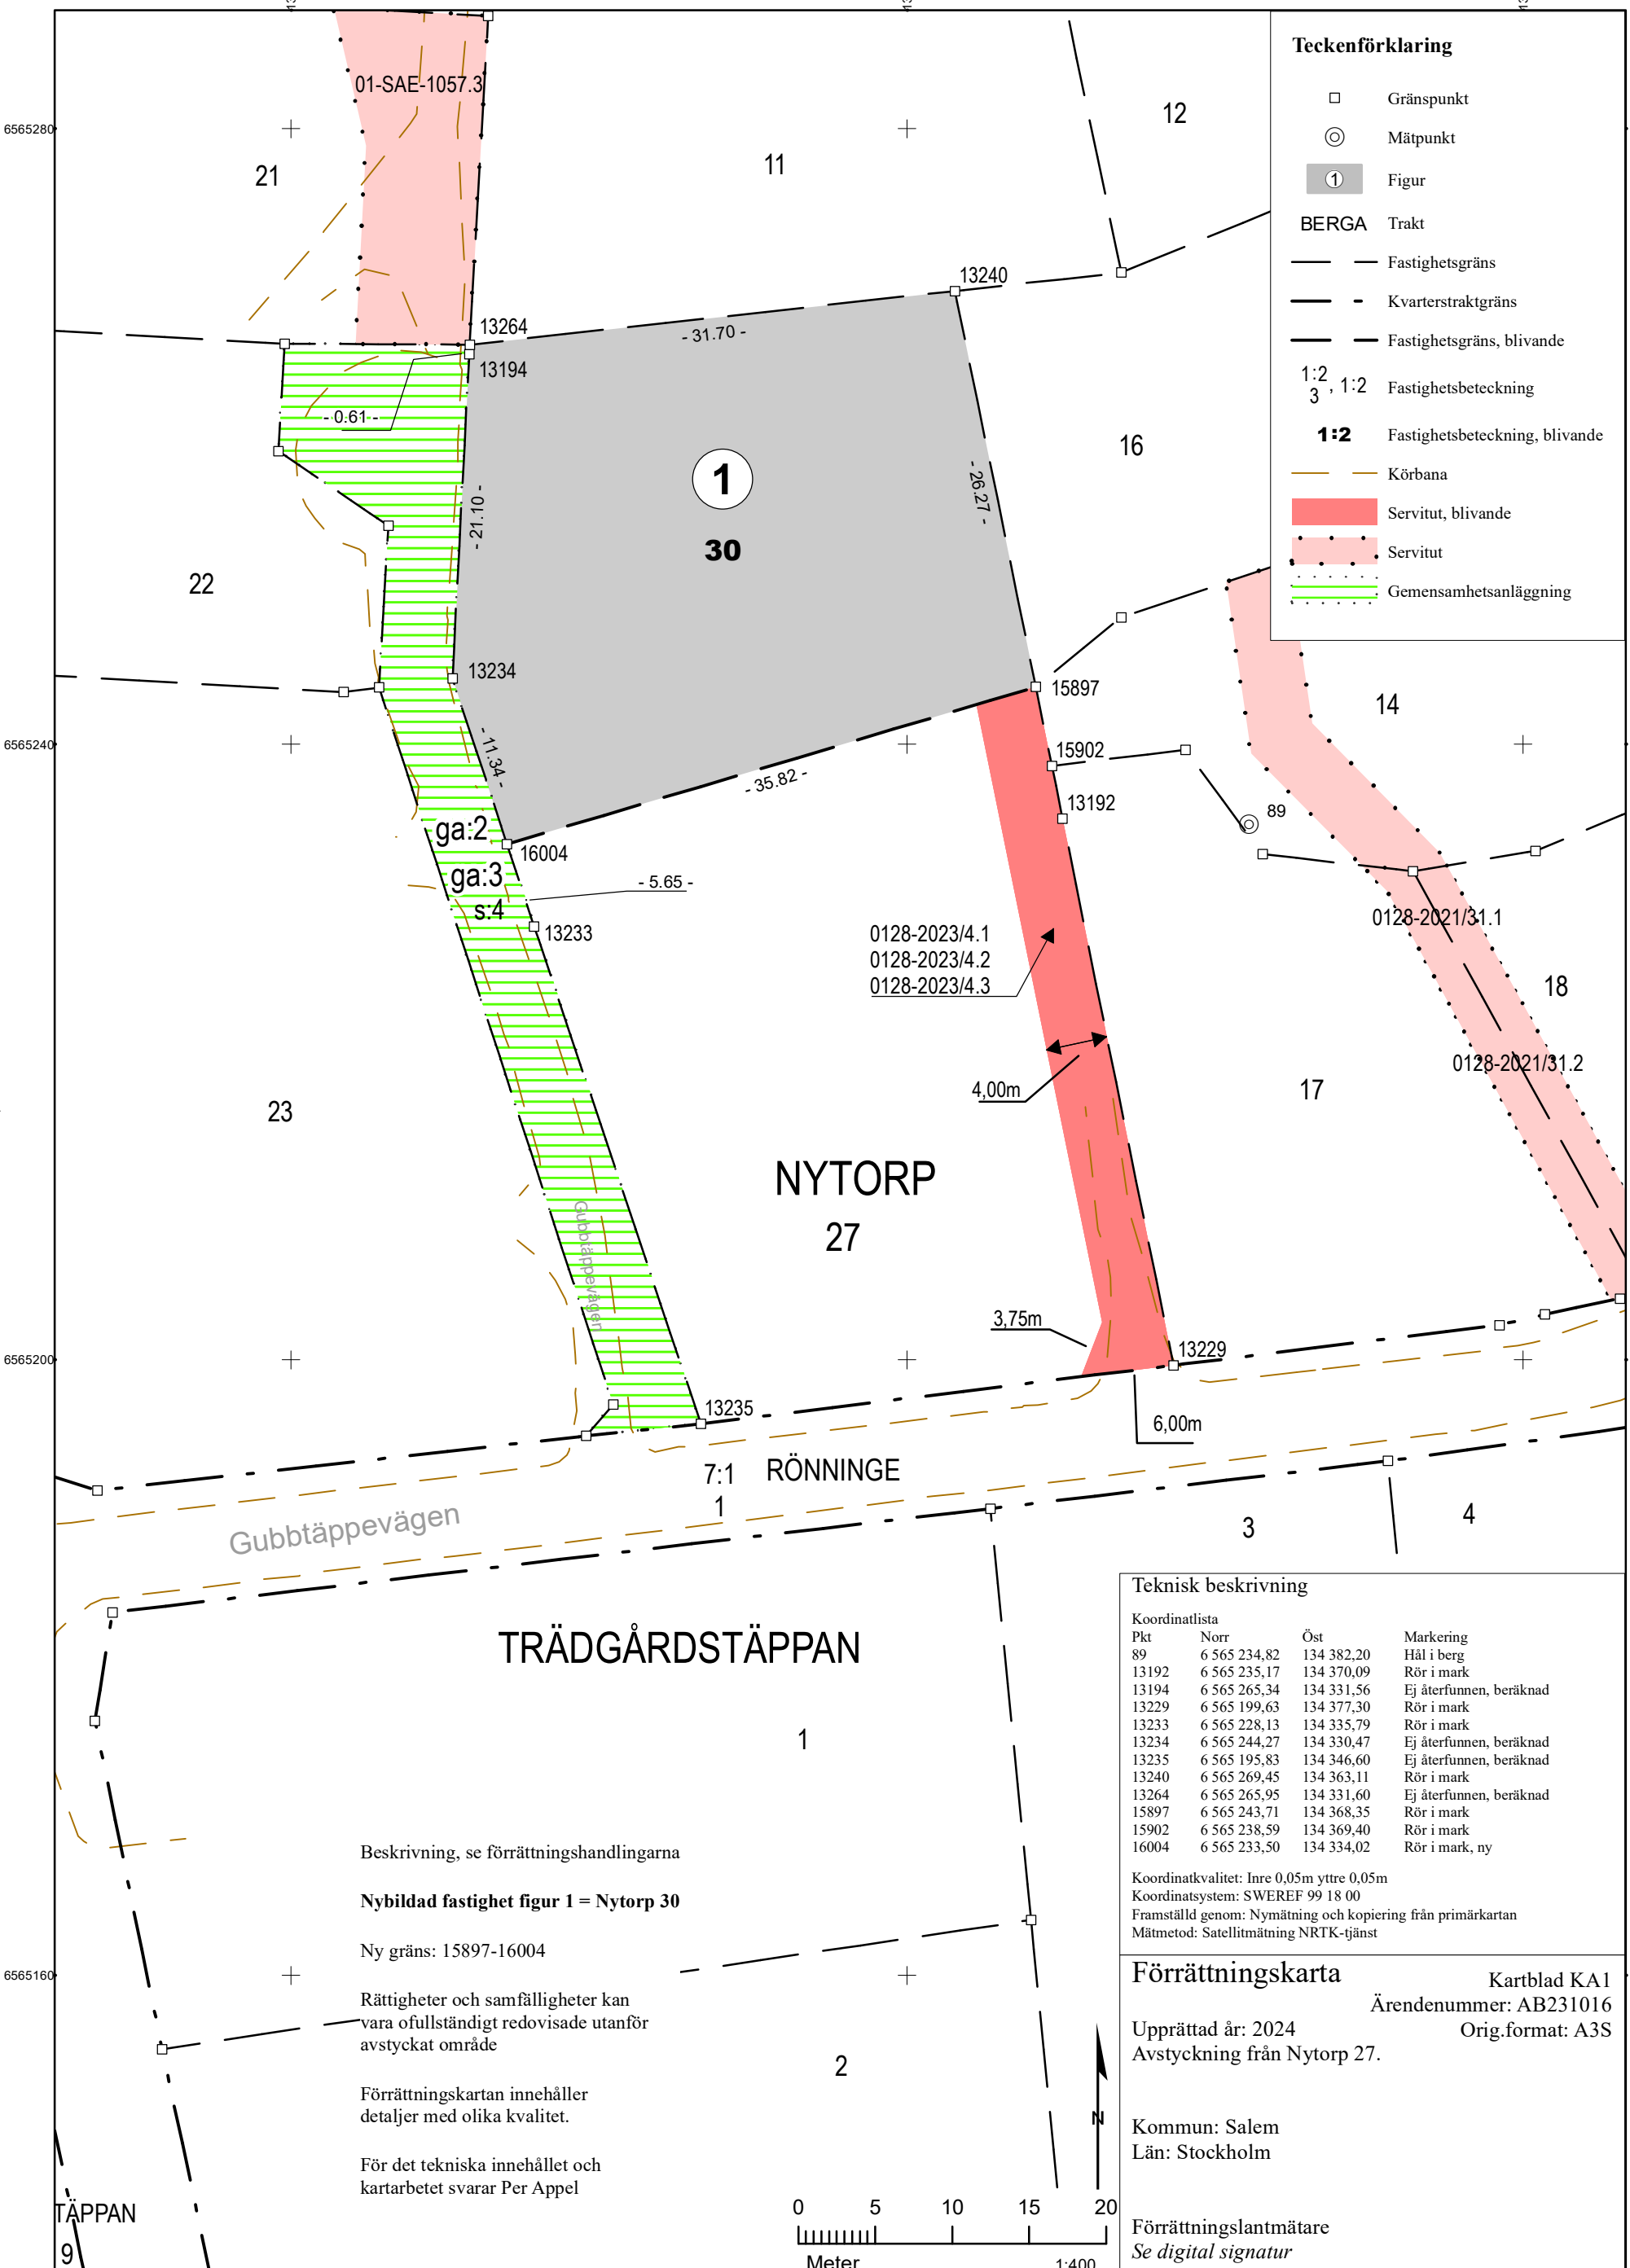 Teckenförklaring
Gränspunkt
Mätpunkt
1 Figur
BERGA Trakt
Fastighetsgräns
Kvarterstraktgräns
Fastighetsgräns, blivande
1:2
3 , 1:2 Fastighetsbeteckning
1:2 Fastighetsbeteckning, blivande
Körbana
Servitut, blivande
Servitut
Gemensamhetsanläggning
01-SAE-1057.3
6565280
12
11
21
13240
13264
- 31.70 -
13194
- 0.61 -
16
1
- 26.27 -
- 21.10 -
30
22
13234
15897
14
6565240
15902
- 11.34 -
- 35.82 -
13192
89
ga:2
16004
ga:3
- 5.65 -
s:4
0128-2021/31.1
13233
0128-2023/4.1
0128-2023/4.2
0128-2023/4.3
18
0128-2021/31.2
4,00m
17
23
NYTORP
27
Gubbtäppevägen
3,75m
13229
6565200
13235
6,00m
7:1 RÖNNINGE
1
Gubbtäppevägen
3
4
TRÄDGÅRDSTÄPPAN
1
Teknisk beskrivning
Koordinatlista
Pkt Norr Öst Markering
89 6 565 234,82 134 382,20 Hål i berg
13192 6 565 235,17 134 370,09 Rör i mark
13194 6 565 265,34 134 331,56 Ej återfunnen, beräknad
13229 6 565 199,63 134 377,30 Rör i mark
13233 6 565 228,13 134 335,79 Rör i mark
13234 6 565 244,27 134 330,47 Ej återfunnen, beräknad
13235 6 565 195,83 134 346,60 Ej återfunnen, beräknad
13240 6 565 269,45 134 363,11 Rör i mark
13264 6 565 265,95 134 331,60 Ej återfunnen, beräknad
15897 6 565 243,71 134 368,35 Rör i mark
15902 6 565 238,59 134 369,40 Rör i mark
16004 6 565 233,50 134 334,02 Rör i mark, ny
Koordinatkvalitet: Inre 0,05m yttre 0,05m
Koordinatsystem: SWEREF 99 18 00
Framställd genom: Nymätning och kopiering från primärkartan
Mätmetod: Satellitmätning NRTK-tjänst
Beskrivning, se förrättningshandlingarna
Nybildad fastighet figur 1 = Nytorp 30
Ny gräns: 15897-16004
6565160
Rättigheter och samfälligheter kan
vara ofullständigt redovisade utanför
avstyckat område
Förrättningskartan innehåller
detaljer med olika kvalitet.
För det tekniska innehållet och
kartarbetet svarar Per Appel
2
N
TÄPPAN
9
0 5 10 15 20
Meter 1:400
Förrättningskarta
Kartblad KA1
Ärendenummer: AB231016
Orig.format: A3S
Upprättad år: 2024
Avstyckning från Nytorp 27.
Kommun: Salem
Län: Stockholm
Förrättningslantmätare
Se digital signatur